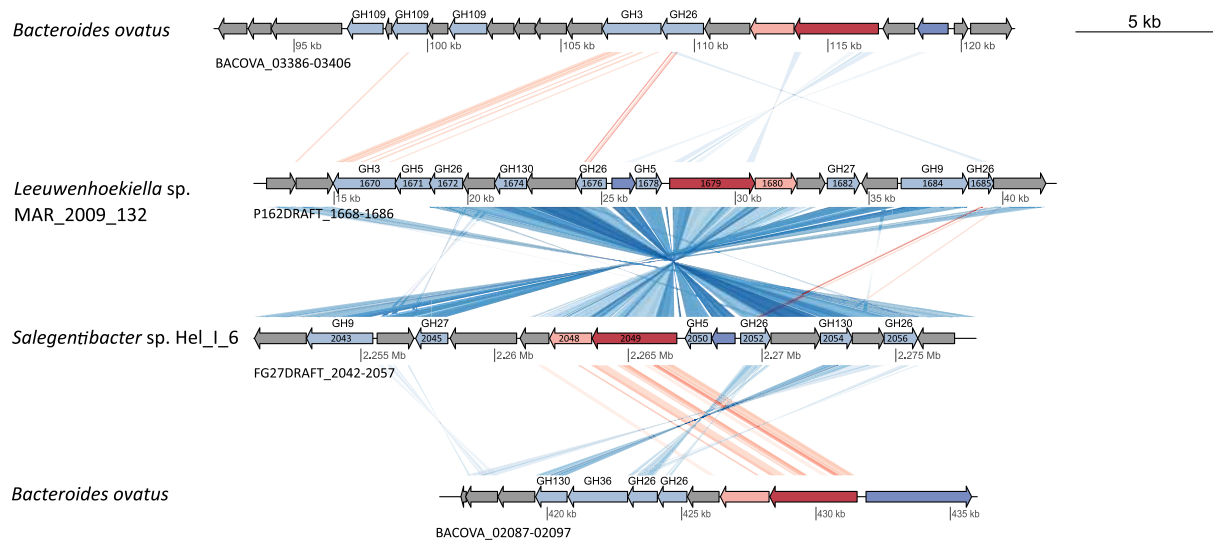 GH109 GH109 GH109 GH3 GH26
Bacteroides ovatus
5 kb
95 kb 100 kb 105 kb 110 kb 115 kb 120 kb
BACOVA_03386-03406
GH3 GH5 GH26 GH130 GH26 GH5 GH27 GH9 GH26
Leeuwenhoekiella sp.
MAR_2009_132
1670 1671 1672 1674 1676 1678 1679 1680 1682 1684 1685
15 kb 20 kb 25 kb 30 kb 35 kb 40 kb
P162DRAFT_1668-1686
GH9 GH27 GH5 GH26 GH130 GH26
Salegentibacter sp. Hel_I_6
2043 2045 2048 2049 2050 2052 2054 2056
2.255 Mb 2.26 Mb 2.265 Mb 2.27 Mb 2.275 Mb
FG27DRAFT_2042-2057
GH130 GH36 GH26 GH26
Bacteroides ovatus
420 kb 425 kb 430 kb 435 kb
BACOVA_02087-02097